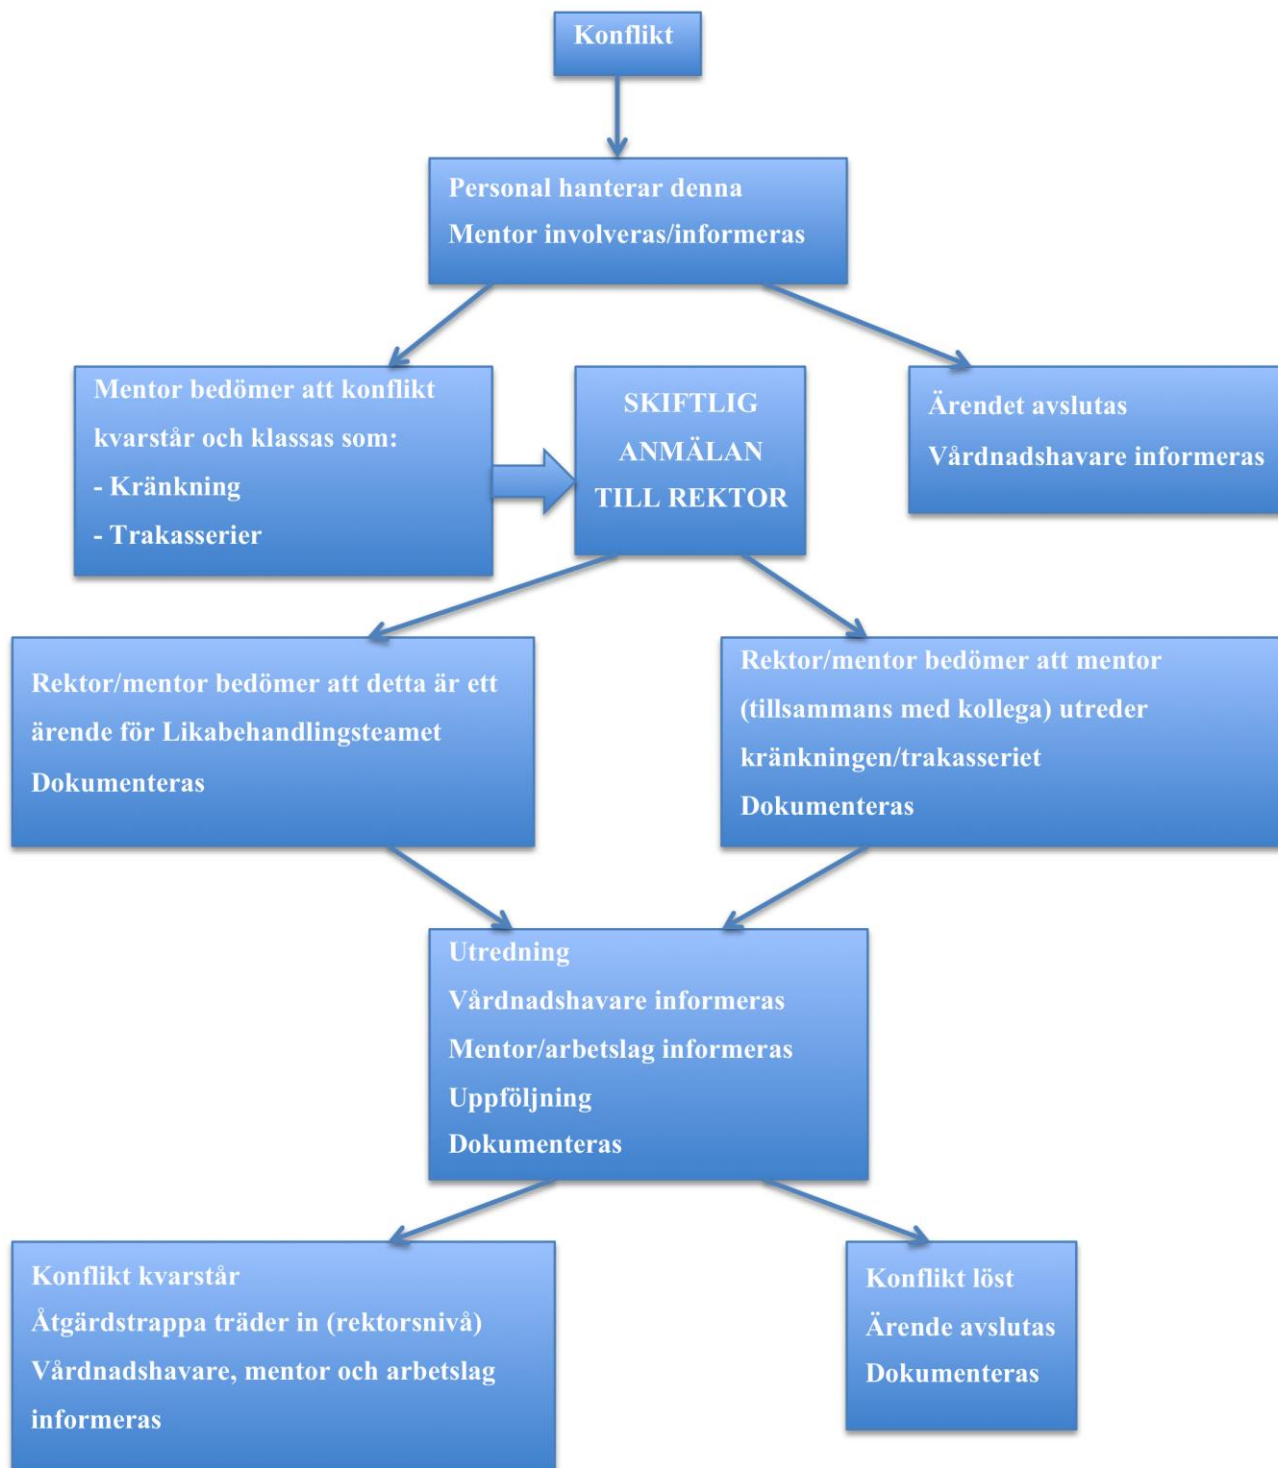 Konflikt
Personal hanterar denna
Mentor involveras/informeras
Mentor bedömer att konflikt
kvarstår och klassas som:
- Kränkning
- Trakasserier
SKIFTLIG
ANMÄLAN
TILL REKTOR
Ärendet avslutas
Vårdnadshavare informeras
Rektor/mentor bedömer att detta är ett
ärende för Likabehandlingsteamet
Dokumenteras
Rektor/mentor bedömer att mentor
(tillsammans med kollega) utreder
kränkningen/trakasseriet
Dokumenteras
Utredning
Vårdnadshavare informeras
Mentor/arbetslag informeras
Uppföljning
Dokumenteras
Konflikt kvarstår
Åtgärdstrappa träder in (rektorsnivå)
Vårdnadshavare, mentor och arbetslag
informeras
Konflikt löst
Ärende avslutas
Dokumenteras